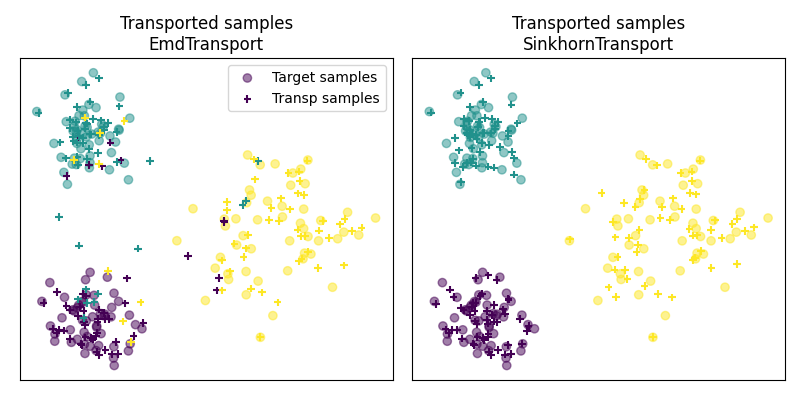 Transported samples
EmdTransport
Target samples
Transp samples
Transported samples
SinkhornTransport